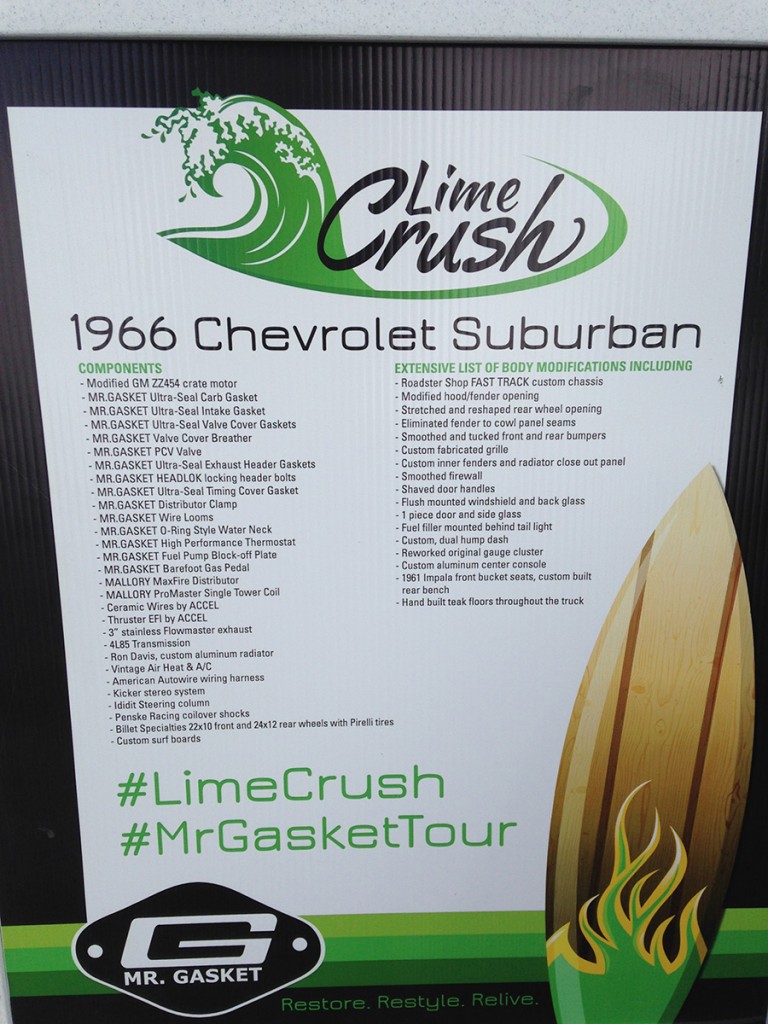 Lime
Crush
1966 Chevrolet Suburban
COMPONENTS
- Modified GM ZZ454 crate motor
- MR.GASKET Ultra-Seal Carb Gasket
- MR.GASKET Ultra-Seal Intake Gasket
- MR.GASKET Ultra-Seal Valve Cover Gaskets
- MR.GASKET Valve Cover Breather
- MR.GASKET PCV Valve
- MR.GASKET Ultra-Seal Exhaust Header Gaskets
- MR.GASKET HEADLOK locking header bolts
- MR.GASKET Ultra-Seal Timing Cover Gasket
- MR.GASKET Distributor Clamp
- MR.GASKET Wire Looms
- MR.GASKET O-Ring Style Water Neck
- MR.GASKET High Performance Thermostat
- MR.GASKET Fuel Pump Block-off Plate
- MR.GASKET Barefoot Gas Pedal
- MALLORY MaxFire Distributor
- MALLORY ProMaster Single Tower Coil
- Ceramic Wires by ACCEL
- Thruster EFI by ACCEL
- 3" stainless Flowmaster exhaust
- 4L85 Transmission
- Ron Davis, custom aluminum radiator
- Vintage Air Heat & A/C
- American Autowire wiring harness
- Kicker stereo system
- Ididit Steering column
- Penske Racing coilover shocks
- Billet Specialties 22x10 front and 24x12 rear wheels with Pirelli tires
- Custom surf boards
EXTENSIVE LIST OF BODY MODIFICATIONS INCLUDING
- Roadster Shop FAST TRACK custom chassis
- Modified hood/fender opening
- Stretched and reshaped rear wheel opening
- Eliminated fender to cowl panel seams
- Smoothed and tucked front and rear bumpers
- Custom fabricated grille
- Custom inner fenders and radiator close out panel
- Smoothed firewall
- Shaved door handles
- Flush mounted windshield and back glass
- 1 piece door and side glass
- Fuel filler mounted behind tail light
- Custom, dual hump dash
- Reworked original gauge cluster
- Custom aluminum center console
- 1961 Impala front bucket seats, custom built
rear bench
- Hand built teak floors throughout the truck
#LimeCrush
#MrGasketTour
G
MR. GASKET
Restore. Restyle. Relive.